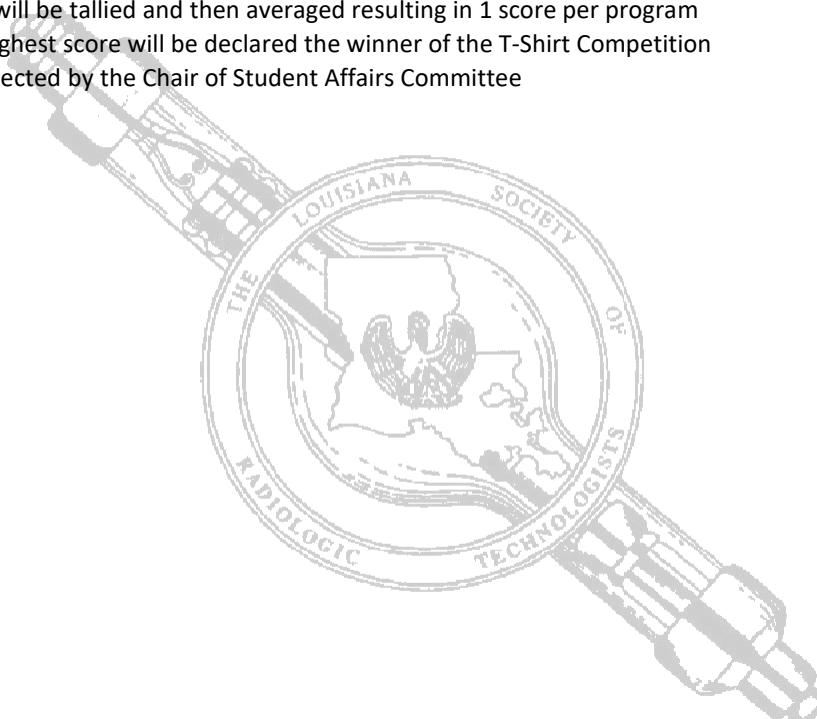 will be tallied and then averaged resulting in 1 score per program
ghest score will be declared the winner of the T-Shirt Competition
ected by the Chair of Student Affairs Committee
THE LOUISIANA SOCIETY OF
RADIOLOGIC TECHNOLOGISTS